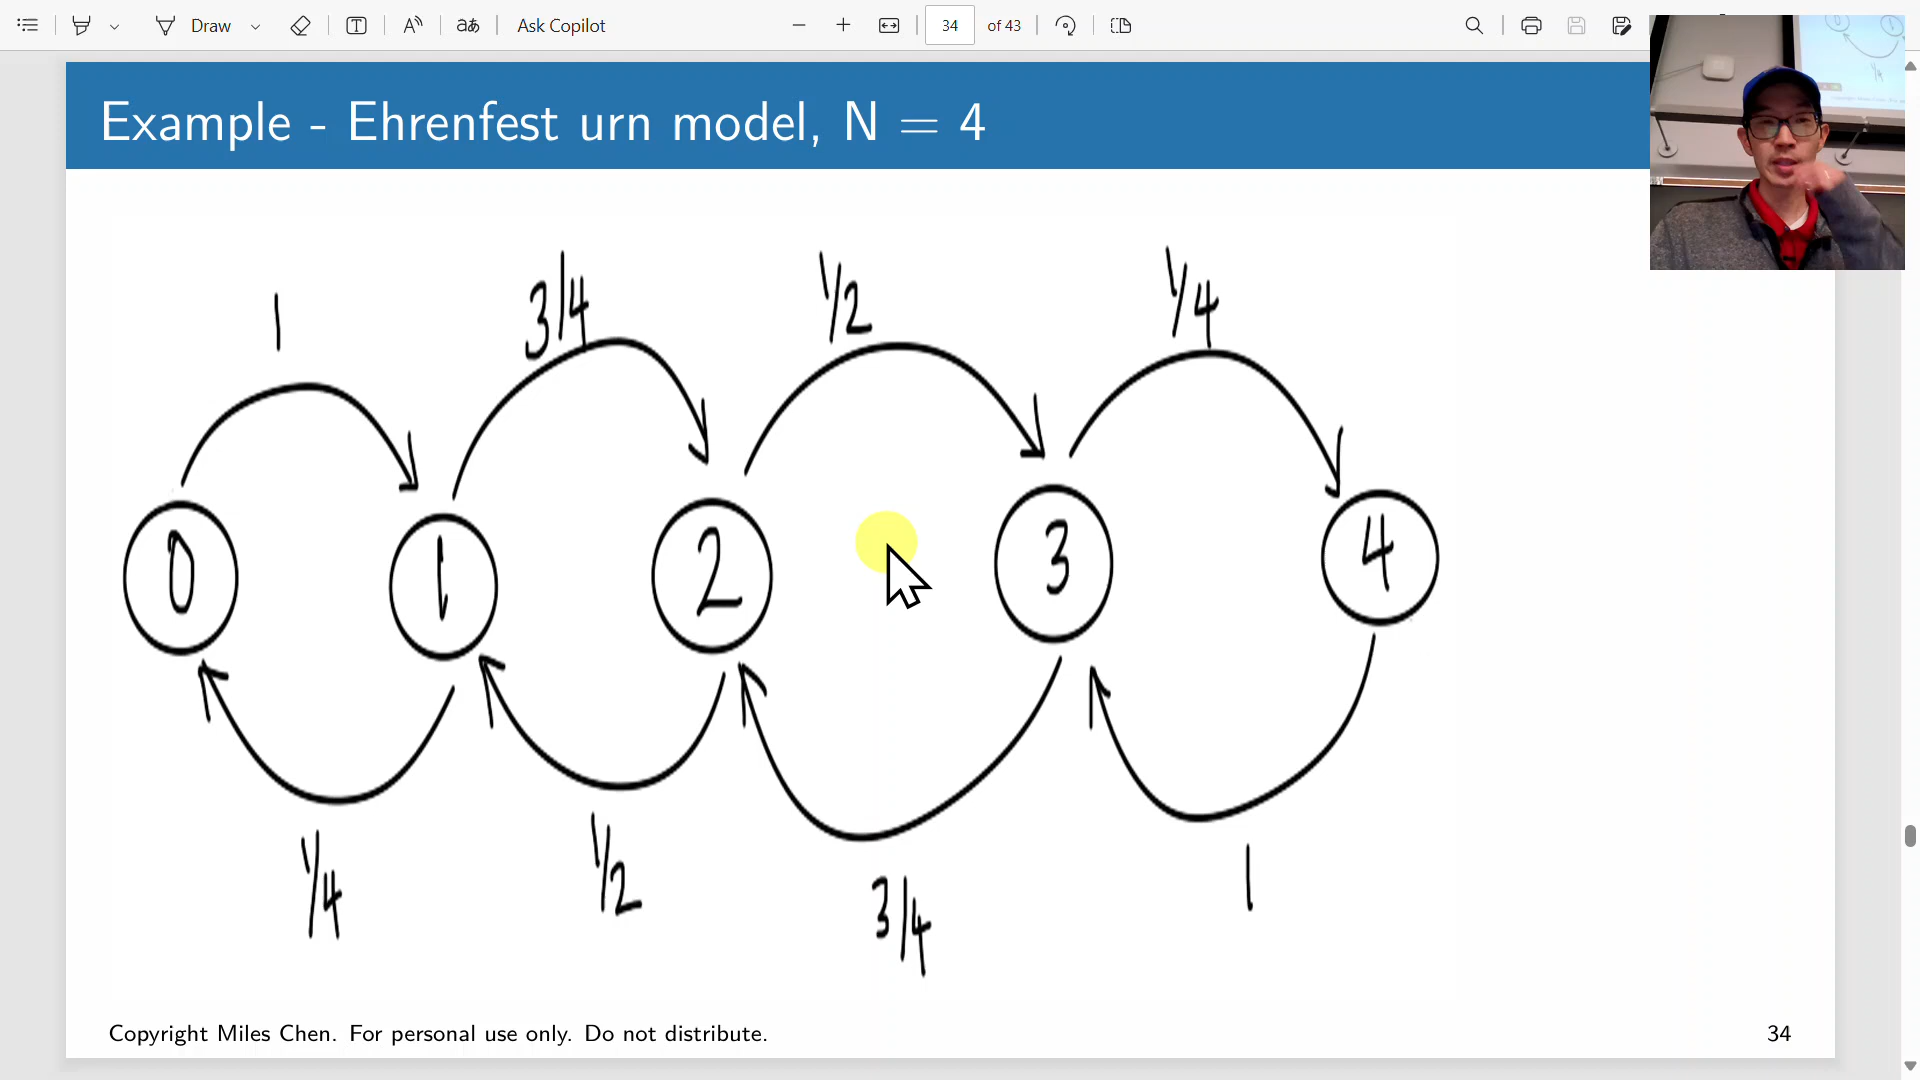 Draw
aあ
Ask Copilot
34 of 43
Example - Ehrenfest urn model, N = 4
1 3/4 1/2 1/4
0 1 2 3 4
1/4 1/2 3/4 1
Copyright Miles Chen. For personal use only. Do not distribute.
34